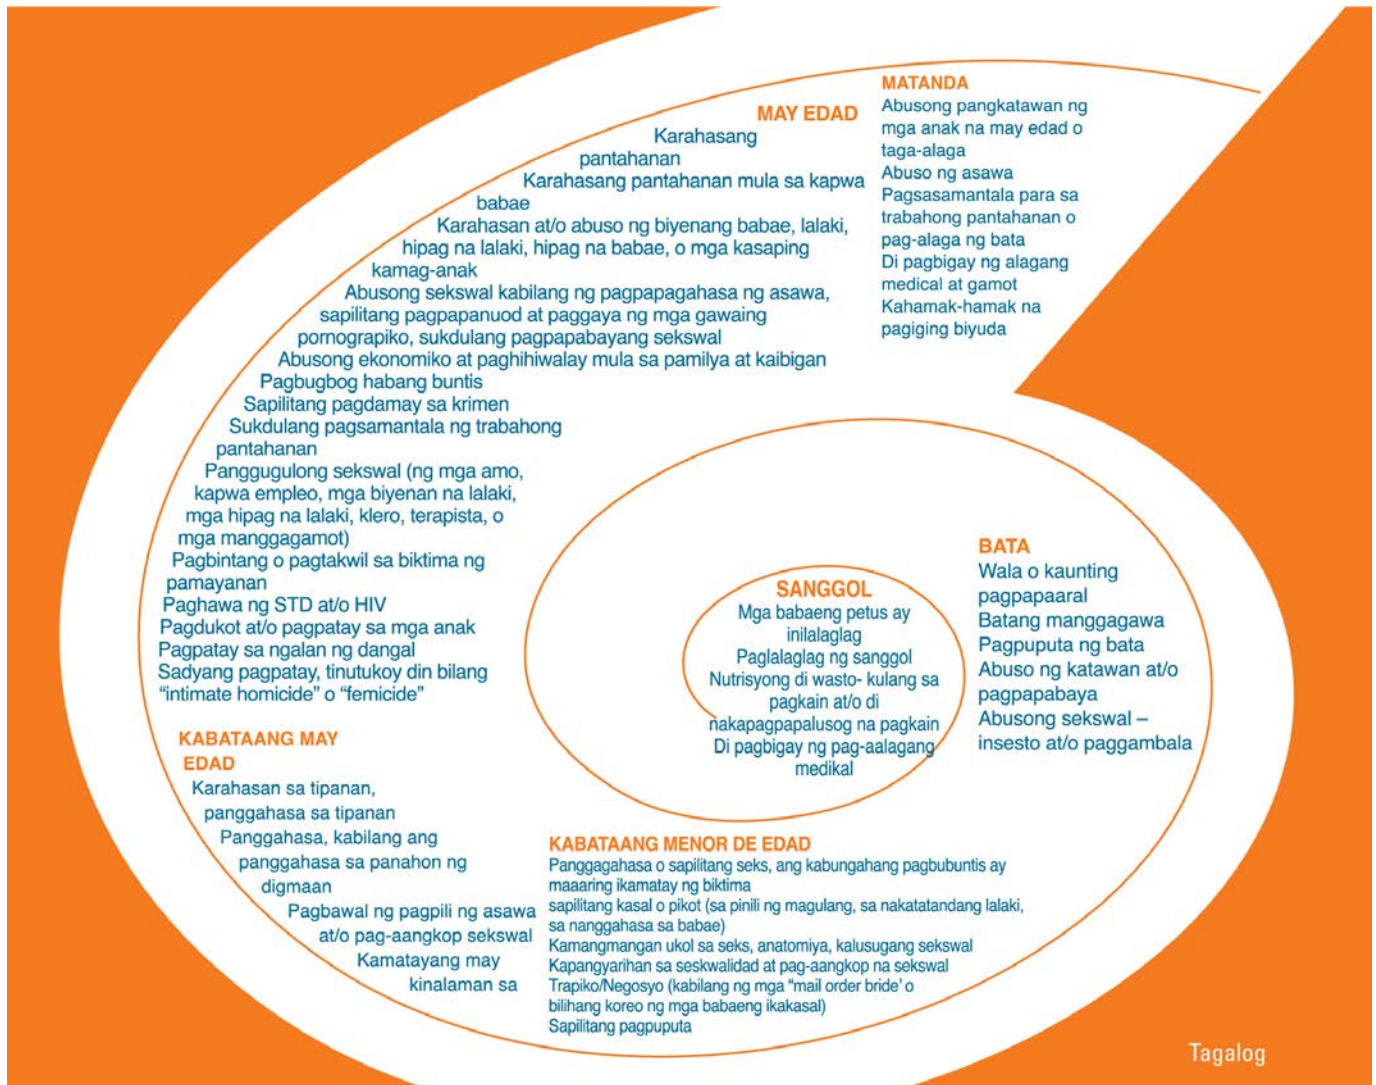 MATANDA
Abusong pangkatawan ng
mga anak na may edad o
taga-alaga
Abuso ng asawa
Pagsasamantala para sa
trabahong pantahanan o
pag-alaga ng bata
Di pagbigay ng alagang
medical at gamot
Kahamak-hamak na
pagiging biyuda
MAY EDAD
Karahasang
pantahanan
Karahasang pantahanan mula sa kapwa
babae
Karahasan at/o abuso ng biyenang babae, lalaki,
hipag na lalaki, hipag na babae, o mga kasaping
kamag-anak
Abusong sekswal kabilang ng pagpapagahasa ng asawa,
sapilitang pagpapanuod at paggaya ng mga gawaing
pornograpiko, sukdulang pagpapabayang sekswal
Abusong ekonomiko at paghihiwalay mula sa pamilya at kaibigan
Pagbugbog habang buntis
Sapilitang pagdamay sa krimen
Sukdulang pagsamantala ng trabahong
pantahanan
Panggugulong sekswal (ng mga amo,
kapwa empleo, mga biyenan na lalaki,
mga hipag na lalaki, klero, terapista, o
mga manggagamot)
Pagbintang o pagtakwil sa biktima ng
pamayanan
Paghawa ng STD at/o HIV
Pagdukot at/o pagpatay sa mga anak
Pagpatay sa ngalan ng dangal
Sadyang pagpatay, tinutukoy din bilang
“intimate homicide” o “femicide”
KABATAANG MAY
EDAD
Karahasan sa tipanan,
panggahasa sa tipanan
Panggahasa, kabilang ang
panggahasa sa panahon ng
digmaan
Pagbawal ng pagpili ng asawa
at/o pag-aangkop sekswal
Kamatayang may
kinalaman sa
KABATAANG MENOR DE EDAD
Panggagahasa o sapilitang seks, ang kabungahang pagbubuntis ay
maaaring ikamatay ng biktima
sapilitang kasal o pikot (sa pinili ng magulang, sa nakatatandang lalaki,
sa nanggahasa sa babae)
Kamangmangan ukol sa seks, anatomiya, kalusugang sekswal
Kapangyarihan sa seskwalidad at pag-aangkop na sekswal
Trapiko/Negosyo (kabilang ng mga “mail order bride’ o
bilihang koreo ng mga babaeng ikakasal)
Sapilitang pagpuputa
SANGGOL
Mga babaeng petus ay
inilalaglag
Paglalaglag ng sanggol
Nutrisyong di wasto- kulang sa
pagkain at/o di
nakapagpapalusog na pagkain
Di pagbigay ng pag-aalagang
medikal
BATA
Wala o kaunting
pagpapaaral
Batang manggagawa
Pagpuputa ng bata
Abuso ng katawan at/o
pagpapabaya
Abusong sekswal –
insesto at/o paggambala
Tagalog